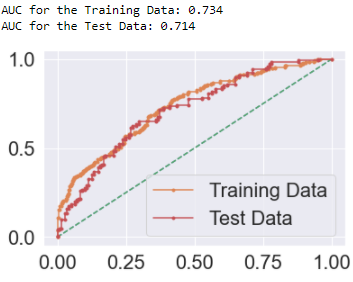 AUC for the Training Data: 0.734
AUC for the Test Data: 0.714
1.0
0.5
0.0
Training Data
Test Data
0.00 0.25 0.50 0.75 1.00